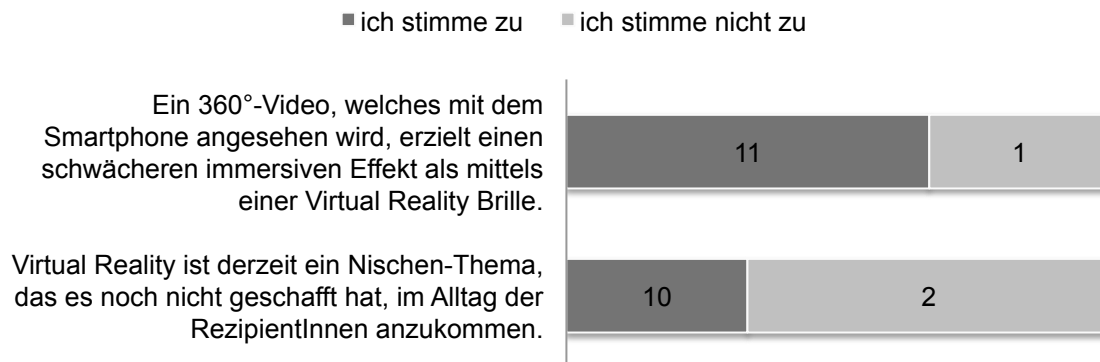 ich stimme zu ich stimme nicht zu
Ein 360°-Video, welches mit dem
Smartphone angesehen wird, erzielt einen
schwächeren immersiven Effekt als mittels
einer Virtual Reality Brille.
11 1
Virtual Reality ist derzeit ein Nischen-Thema,
das es noch nicht geschafft hat, im Alltag der
RezipientInnen anzukommen.
10 2